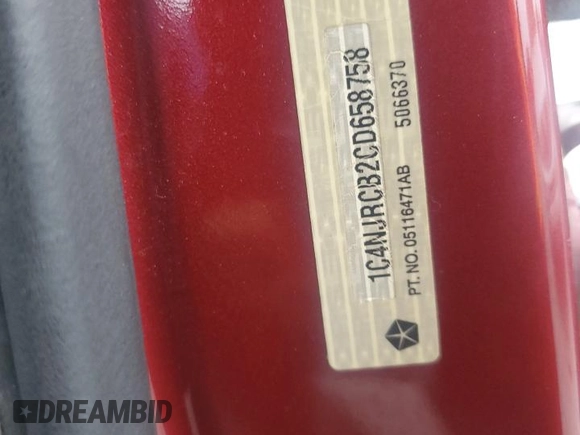 1C4NJRCB2CD658758
PT. NO. 05116471AB 5066370
DREAMBID